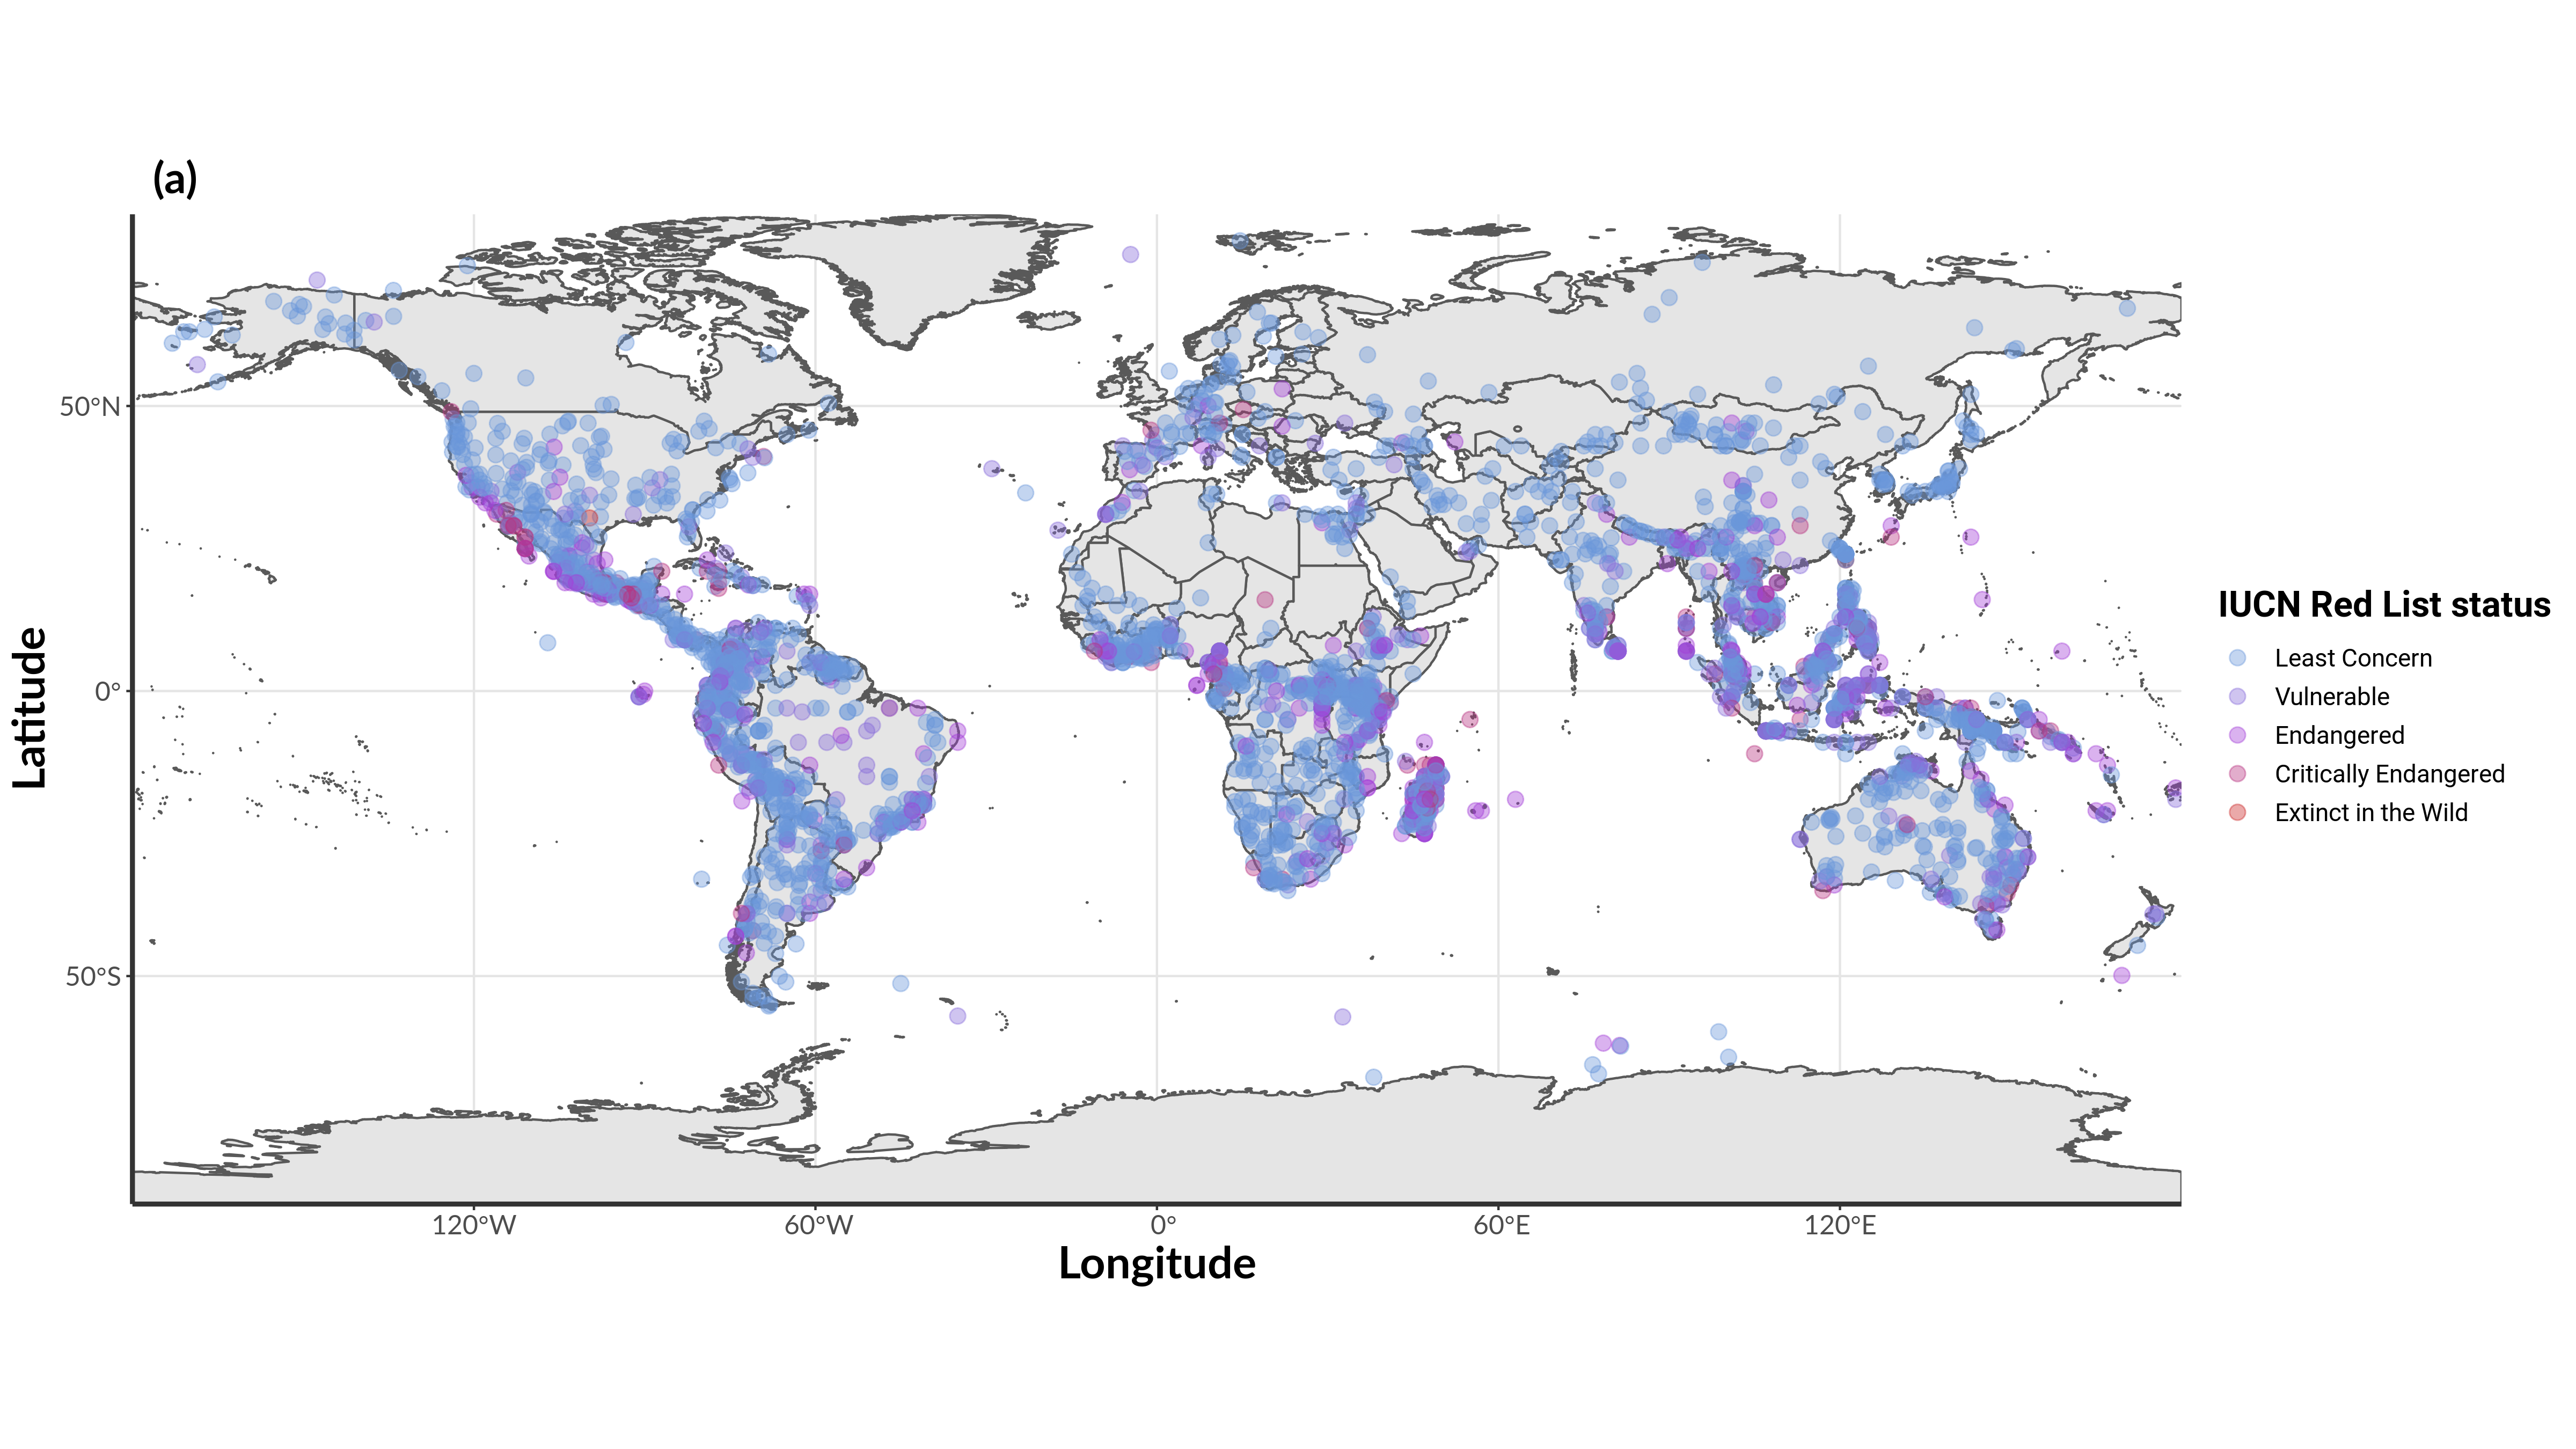 (a)
50°N
0°
50°S
Latitude
120°W
60°W
0°
60°E
120°E
Longitude
IUCN Red List status
Least Concern
Vulnerable
Endangered
Critically Endangered
Extinct in the Wild